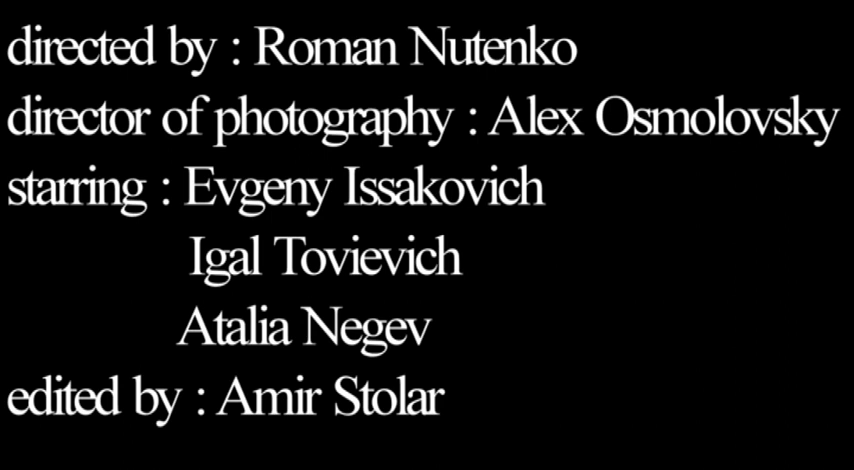 directed by : Roman Nutenko
director of photography : Alex Osmolovsky
starring : Evgeny Issakovich
Igal Tovievich
Atalia Negev
edited by : Amir Stolar